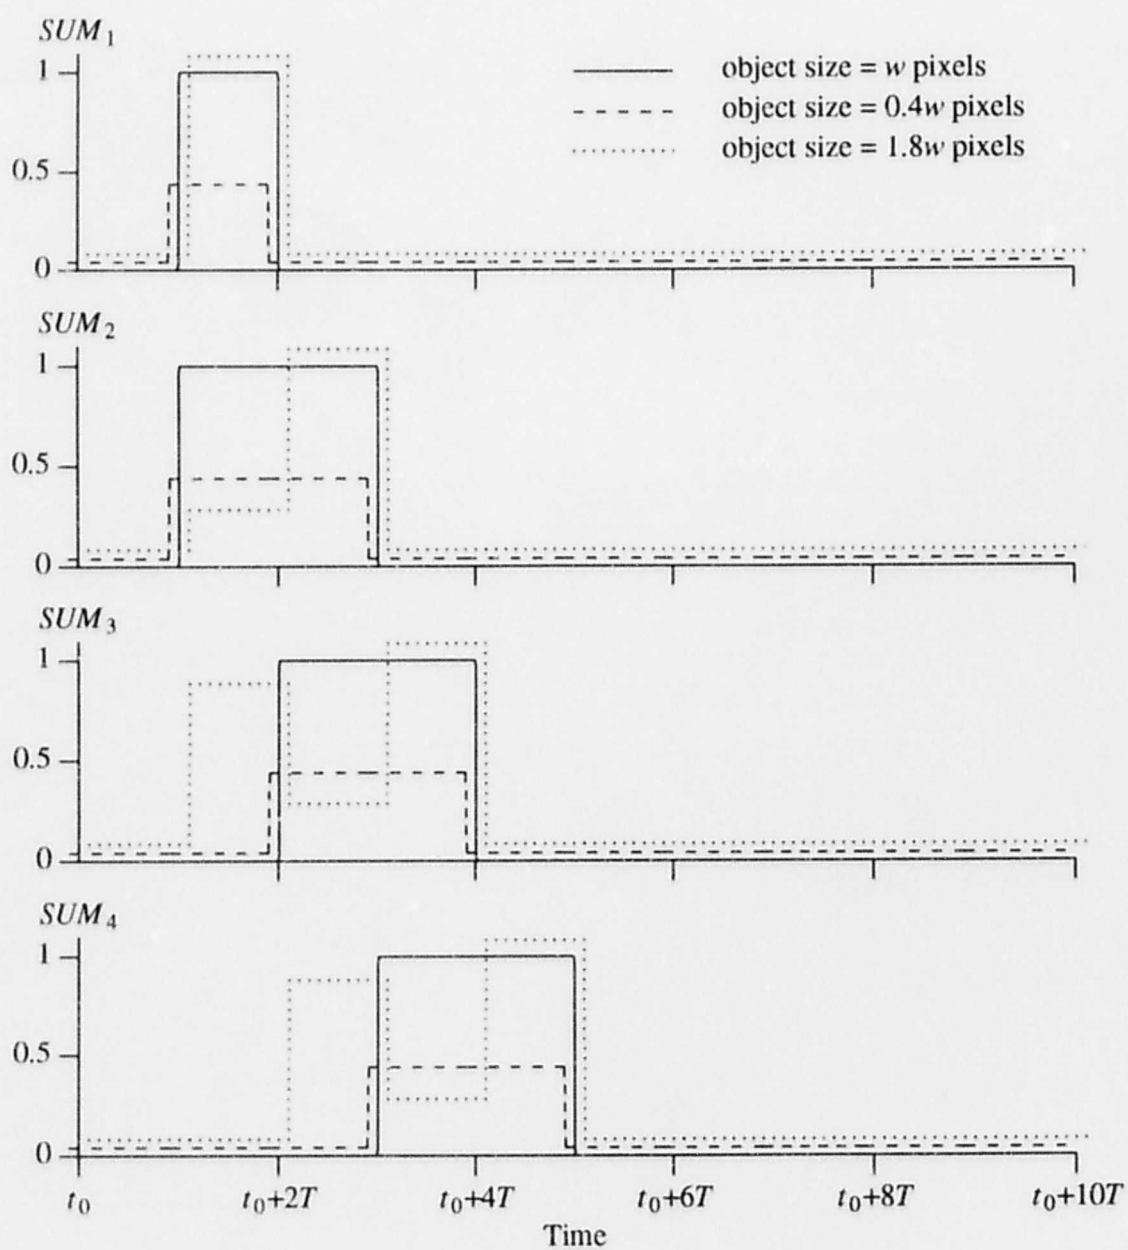 SUM₁
object size = w pixels
object size = 0.4w pixels
object size = 1.8w pixels
1
0.5
0
SUM₂
1
0.5
0
SUM₃
1
0.5
0
SUM₄
1
0.5
0
t₀ t₀+2T t₀+4T t₀+6T t₀+8T t₀+10T
Time